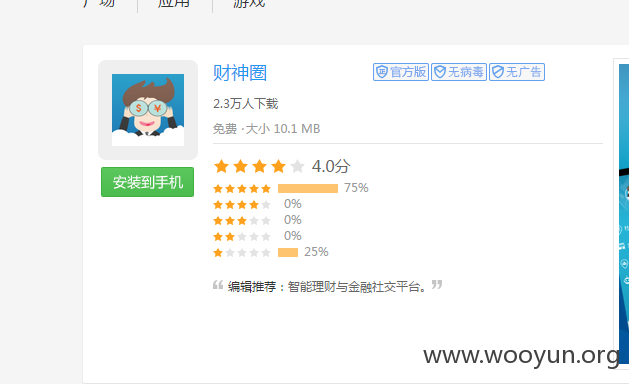 广场 应用 游戏
财神圈
官方版 无病毒 无广告
2.3万人下载
免费 · 大小 10.1 MB
4.0分
安装到手机
75%
0%
0%
0%
25%
编辑推荐：智能理财与金融社交平台。
www.wooyun.org